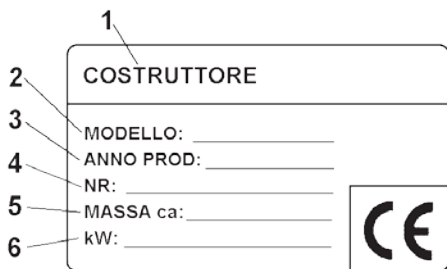 1
COSTRUTTORE
2
MODELLO:
3
ANNO PROD:
4
NR:
5
MASSA ca:
6
kW:
CE